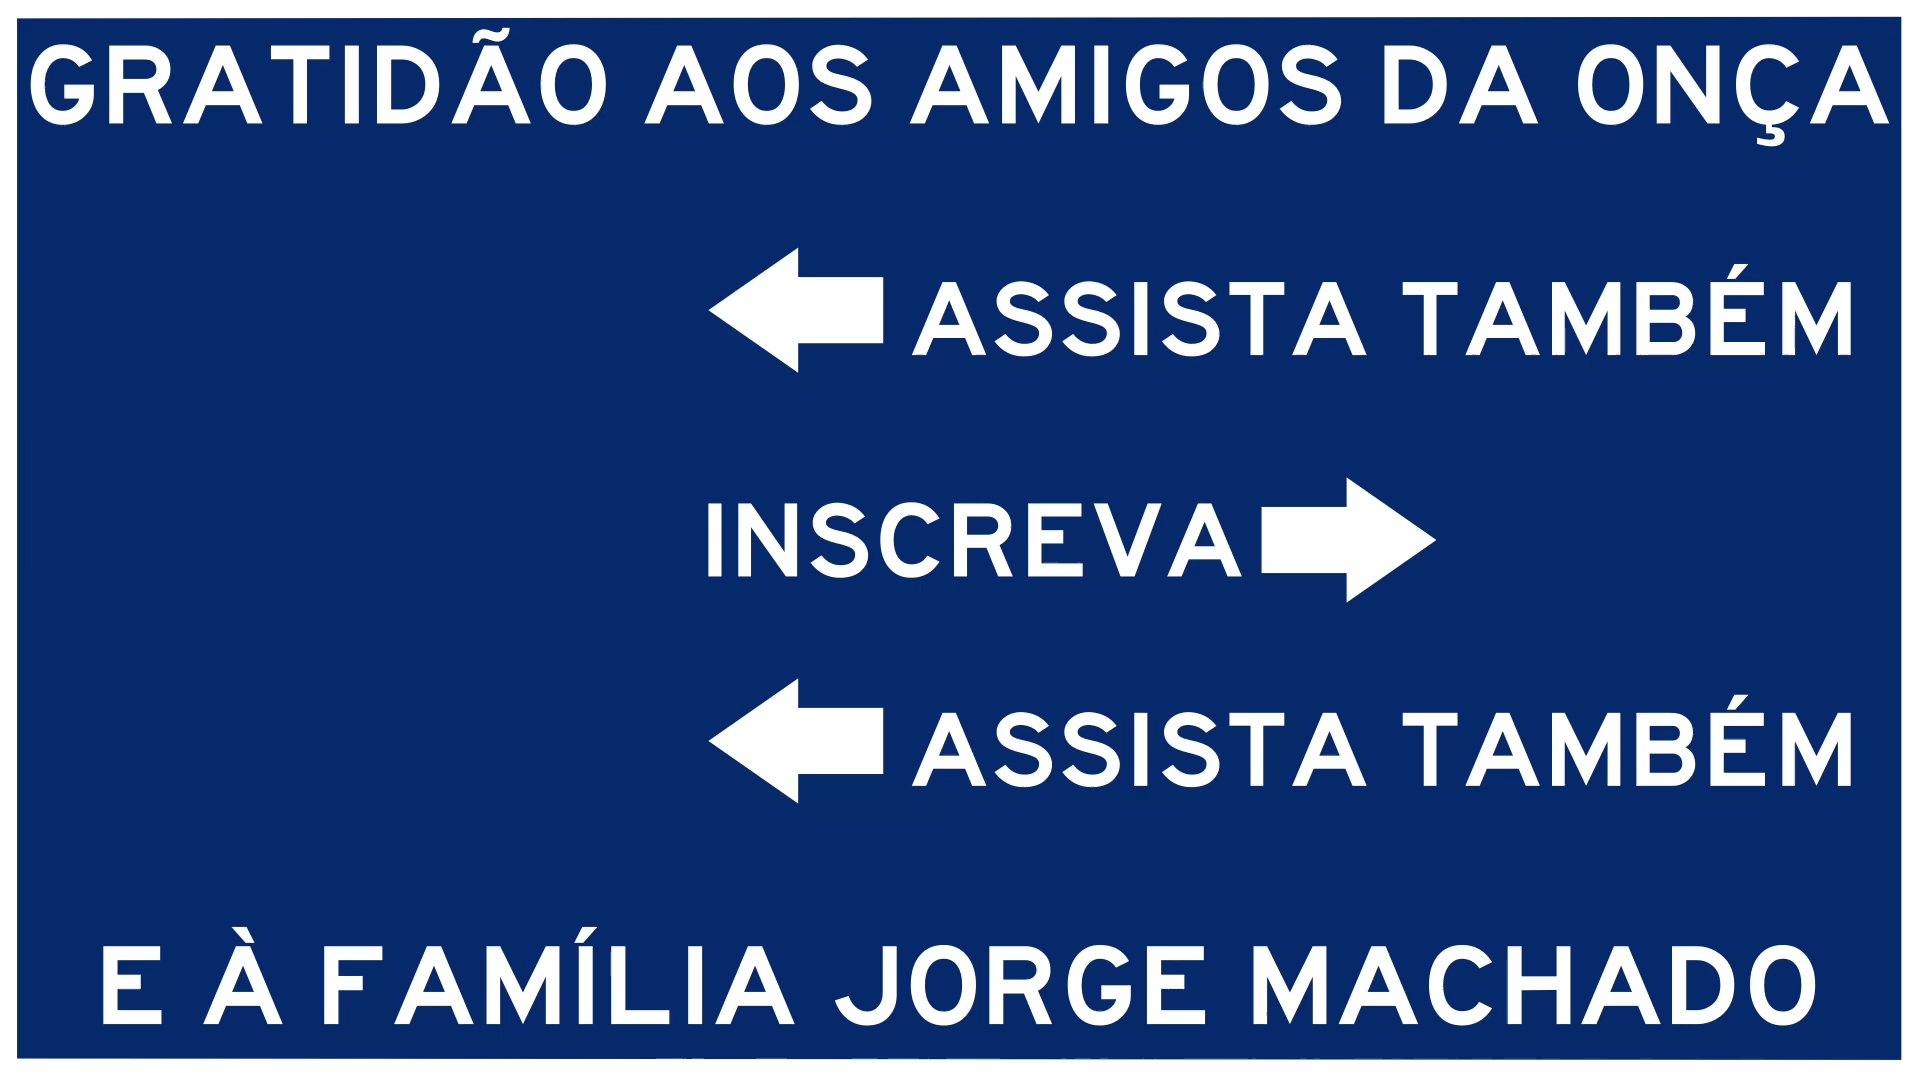 GRATIDÃO AOS AMIGOS DA ONÇA
ASSISTA TAMBÉM
INSCREVA
ASSISTA TAMBÉM
E À FAMÍLIA JORGE MACHADO